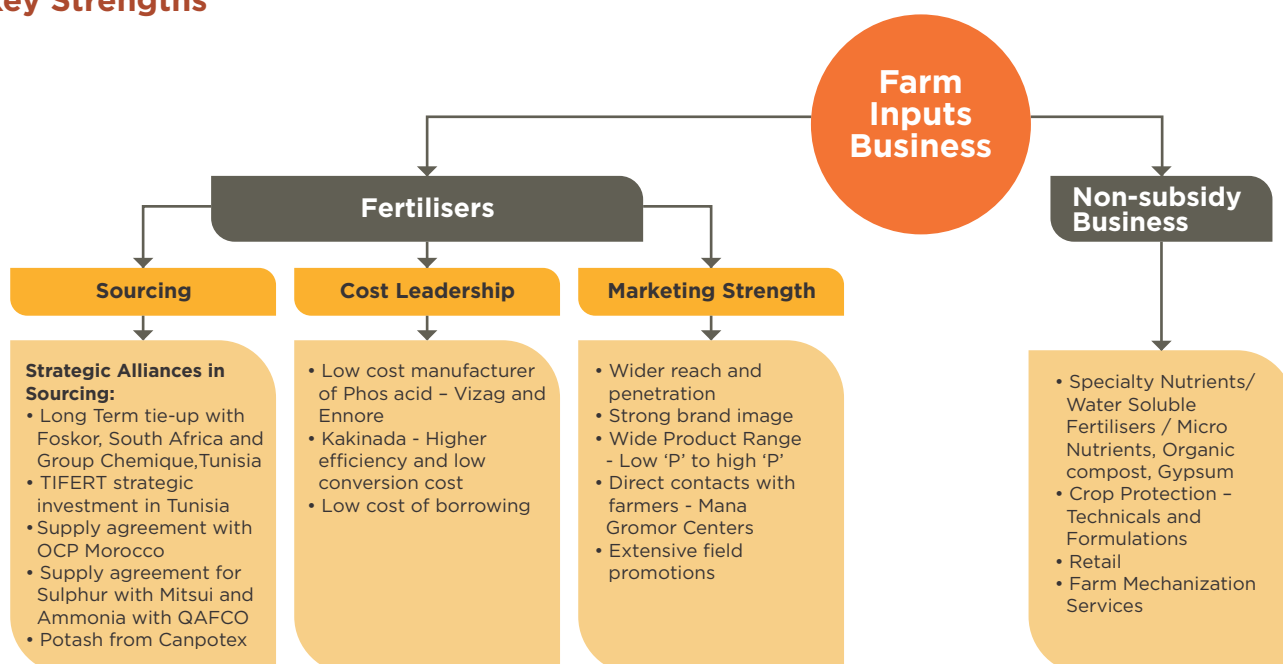 Key Strengths
Farm
Inputs
Business
Fertilisers
Non-subsidy
Business
Sourcing
Cost Leadership
Marketing Strength
Strategic Alliances in
Sourcing:
• Long Term tie-up with
Foskor, South Africa and
Group Chemique,Tunisia
• TIFERT strategic
investment in Tunisia
•Supply agreement with
OCP Morocco
• Supply agreement for
Sulphur with Mitsui and
Ammonia with QAFCO
• Potash from Canpotex
• Low cost manufacturer
of Phos acid – Vizag and
Ennore
• Kakinada - Higher
efficiency and low
conversion cost
• Low cost of borrowing
• Wider reach and
penetration
• Strong brand image
• Wide Product Range
- Low ‘P’ to high ‘P’
• Direct contacts with
farmers - Mana
Gromor Centers
• Extensive field
promotions
• Specialty Nutrients/
Water Soluble
Fertilisers / Micro
Nutrients, Organic
compost, Gypsum
• Crop Protection –
Technicals and
Formulations
• Retail
• Farm Mechanization
Services